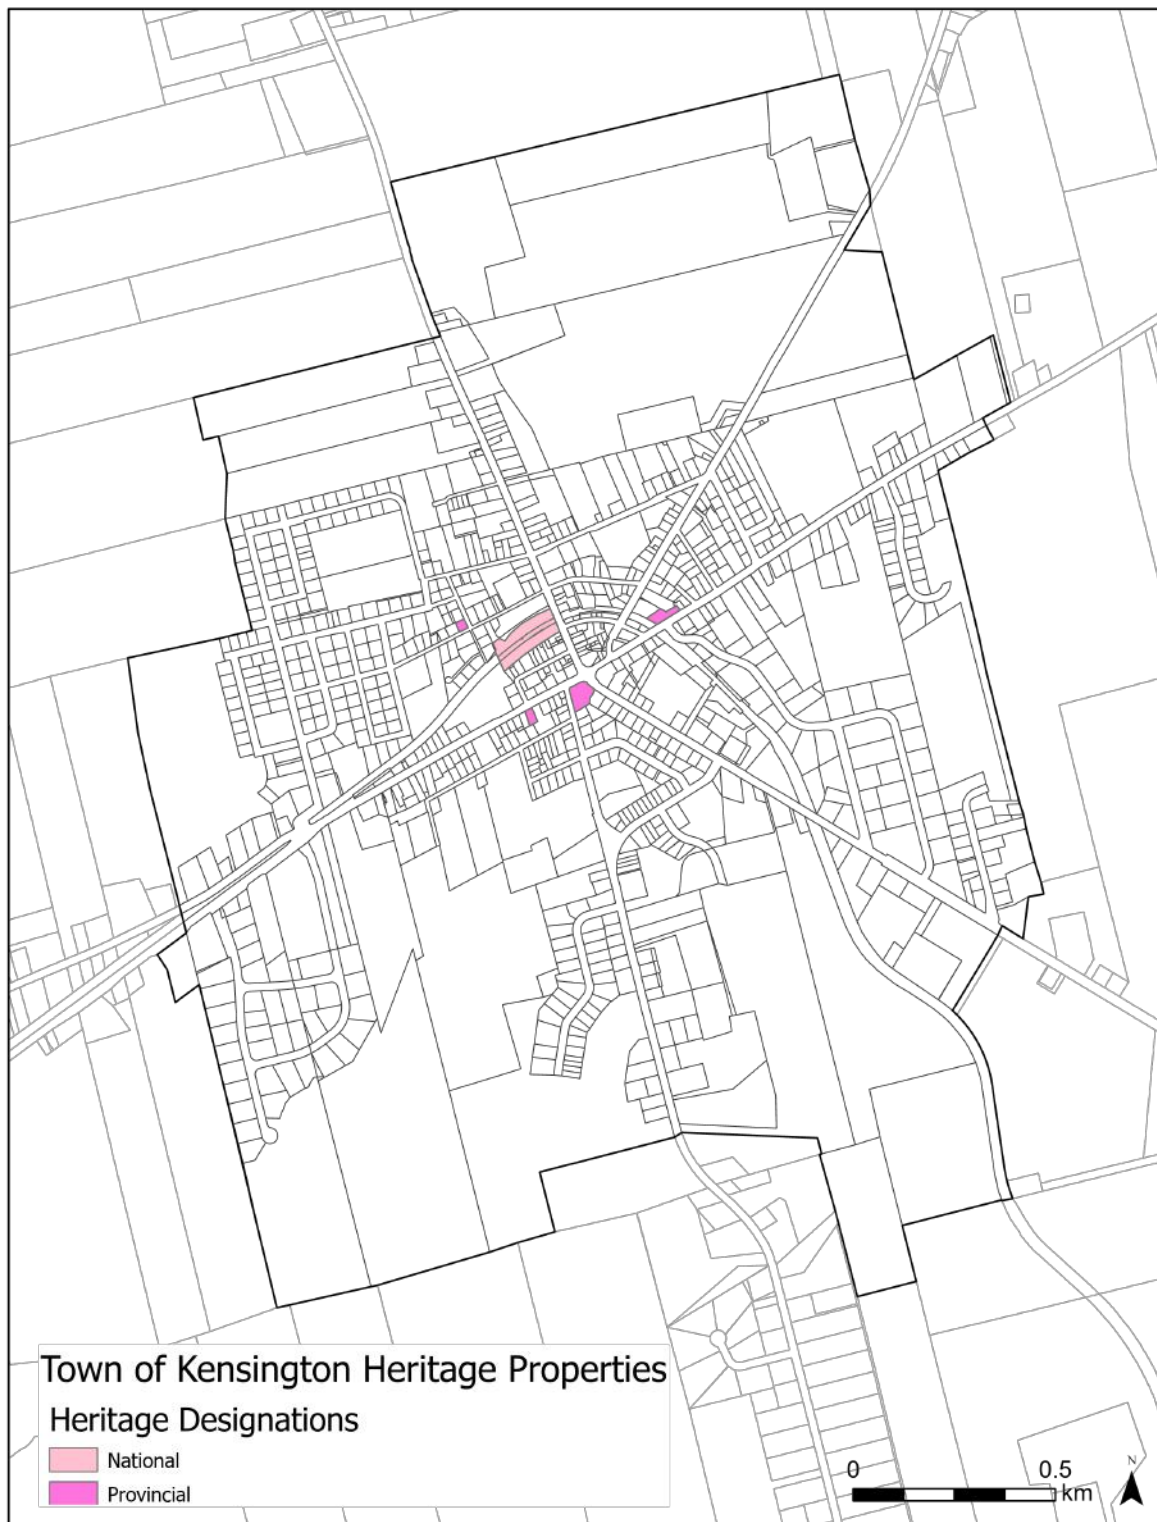 Town of Kensington Heritage Properties
Heritage Designations
National
Provincial
0 0.5
km
N